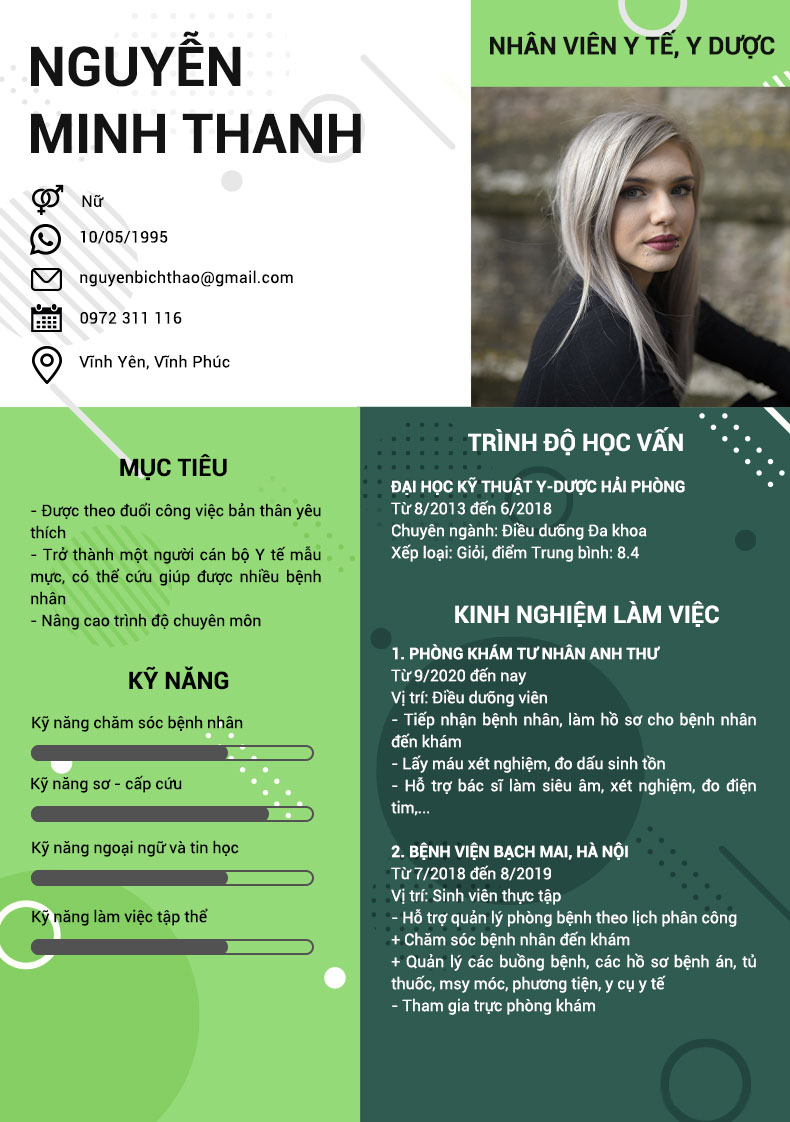 NGUYỄN
MINH THANH
NHÂN VIÊN Y TẾ, Y DƯỢC
Nữ
10/05/1995
nguyenbichthao@gmail.com
0972 311 116
Vĩnh Yên, Vĩnh Phúc
MỤC TIÊU
- Được theo đuổi công việc bản thân yêu
thích
- Trở thành một người cán bộ Y tế mẫu
mực, có thể cứu giúp được nhiều bệnh
nhân
- Nâng cao trình độ chuyên môn
KỸ NĂNG
Kỹ năng chăm sóc bệnh nhân
Kỹ năng sơ - cấp cứu
Kỹ năng ngoại ngữ và tin học
Kỹ năng làm việc tập thể
TRÌNH ĐỘ HỌC VẤN
ĐẠI HỌC KỸ THUẬT Y-DƯỢC HẢI PHÒNG
Từ 8/2013 đến 6/2018
Chuyên ngành: Điều dưỡng Đa khoa
Xếp loại: Giỏi, điểm Trung bình: 8.4
KINH NGHIỆM LÀM VIỆC
1. PHÒNG KHÁM TƯ NHÂN ANH THƯ
Từ 9/2020 đến nay
Vị trí: Điều dưỡng viên
- Tiếp nhận bệnh nhân, làm hồ sơ cho bệnh nhân
đến khám
- Lấy máu xét nghiệm, đo dấu sinh tồn
- Hỗ trợ bác sĩ làm siêu âm, xét nghiệm, đo điện
tim,...
2. BỆNH VIỆN BẠCH MAI, HÀ NỘI
Từ 7/2018 đến 8/2019
Vị trí: Sinh viên thực tập
- Hỗ trợ quản lý phòng bệnh theo lịch phân công
+ Chăm sóc bệnh nhân đến khám
+ Quản lý các buồng bệnh, các hồ sơ bệnh án, tủ
thuốc, msy móc, phương tiện, y cụ y tế
- Tham gia trực phòng khám